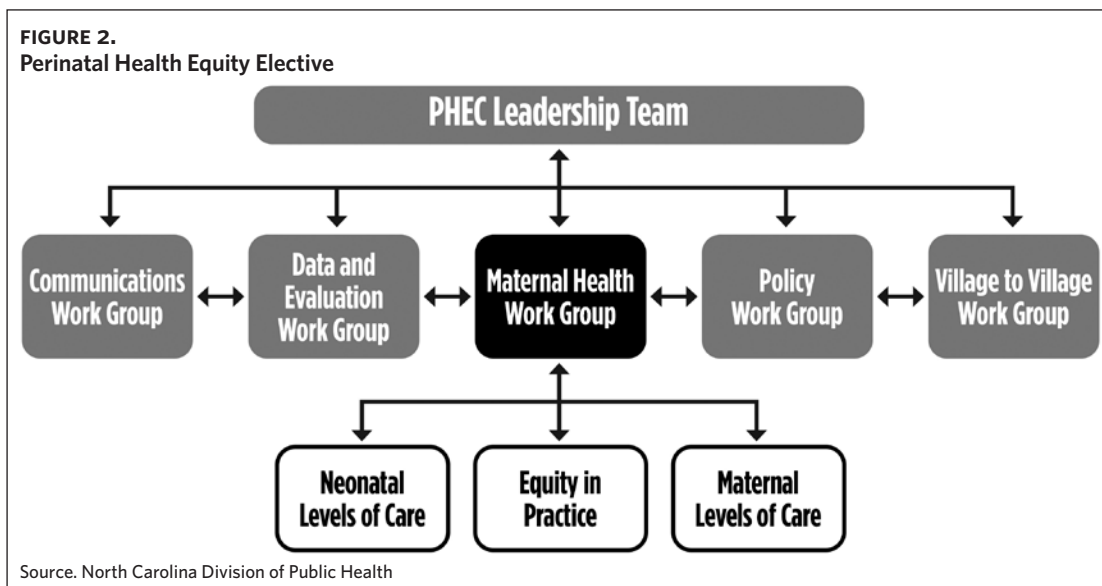 FIGURE 2.
Perinatal Health Equity Elective
PHEC Leadership Team
Communications
Work Group
Data and
Evaluation
Work Group
Maternal Health
Work Group
Policy
Work Group
Village to Village
Work Group
Neonatal
Levels of Care
Equity in
Practice
Maternal
Levels of Care
Source. North Carolina Division of Public Health